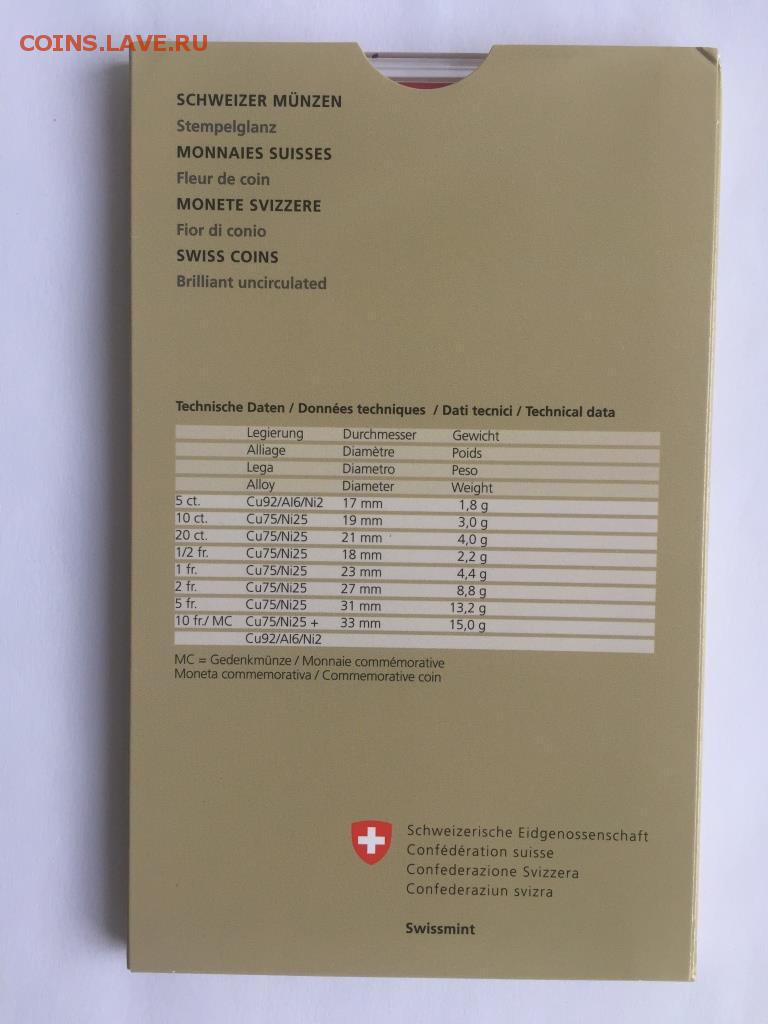 COINS.LAVE.RU
SCHWEIZER MÜNZEN
Stempelglanz
MONNAIES SUISSES
Fleur de coin
MONETE SVIZZERE
Fior di conio
SWISS COINS
Brilliant uncirculated
Technische Daten / Données techniques / Dati tecnici / Technical data
Legierung Durchmesser Gewicht
Alliage Diamètre Poids
Lega Diametro Peso
Alloy Diameter Weight
5 ct. Cu92/Al6/Ni2 17 mm 1,8 g
10 ct. Cu75/Ni25 19 mm 3,0 g
20 ct. Cu75/Ni25 21 mm 4,0 g
1/2 fr. Cu75/Ni25 18 mm 2,2 g
1 fr. Cu75/Ni25 23 mm 4,4 g
2 fr. Cu75/Ni25 27 mm 8,8 g
5 fr. Cu75/Ni25 31 mm 13,2 g
10 fr./ MC Cu75/Ni25 + 33 mm 15,0 g
Cu92/Al6/Ni2
MC = Gedenkmünze / Monnaie commémorative
Moneta commemorativa / Commemorative coin
Schweizerische Eidgenossenschaft
Confédération suisse
Confederazione Svizzera
Confederaziun svizra
Swissmint